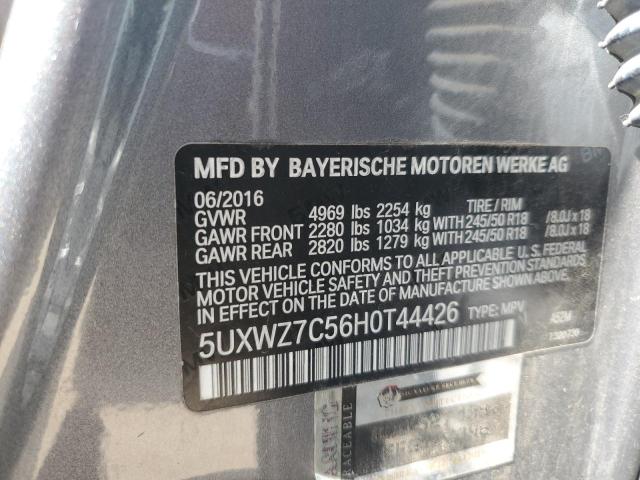 MFD BY BAYERISCHE MOTOREN WERKE AG
06/2016 TIRE / RIM
GVWR 4969 lbs 2254 kg
GAWR FRONT 2280 lbs 1034 kg WITH 245/50 R18 /8.0J x 18
GAWR REAR 2820 lbs 1279 kg WITH 245/50 R18 /8.0J x 18
THIS VEHICLE CONFORMS TO ALL APPLICABLE U.S. FEDERAL
MOTOR VEHICLE SAFETY AND THEFT PREVENTION STANDARDS
IN EFFECT ON THE DATE OF MANUFACTURE SHOWN ABOVE.
5UXWZ7C56H0T44426 TYPE: MPV
TRACEABLE